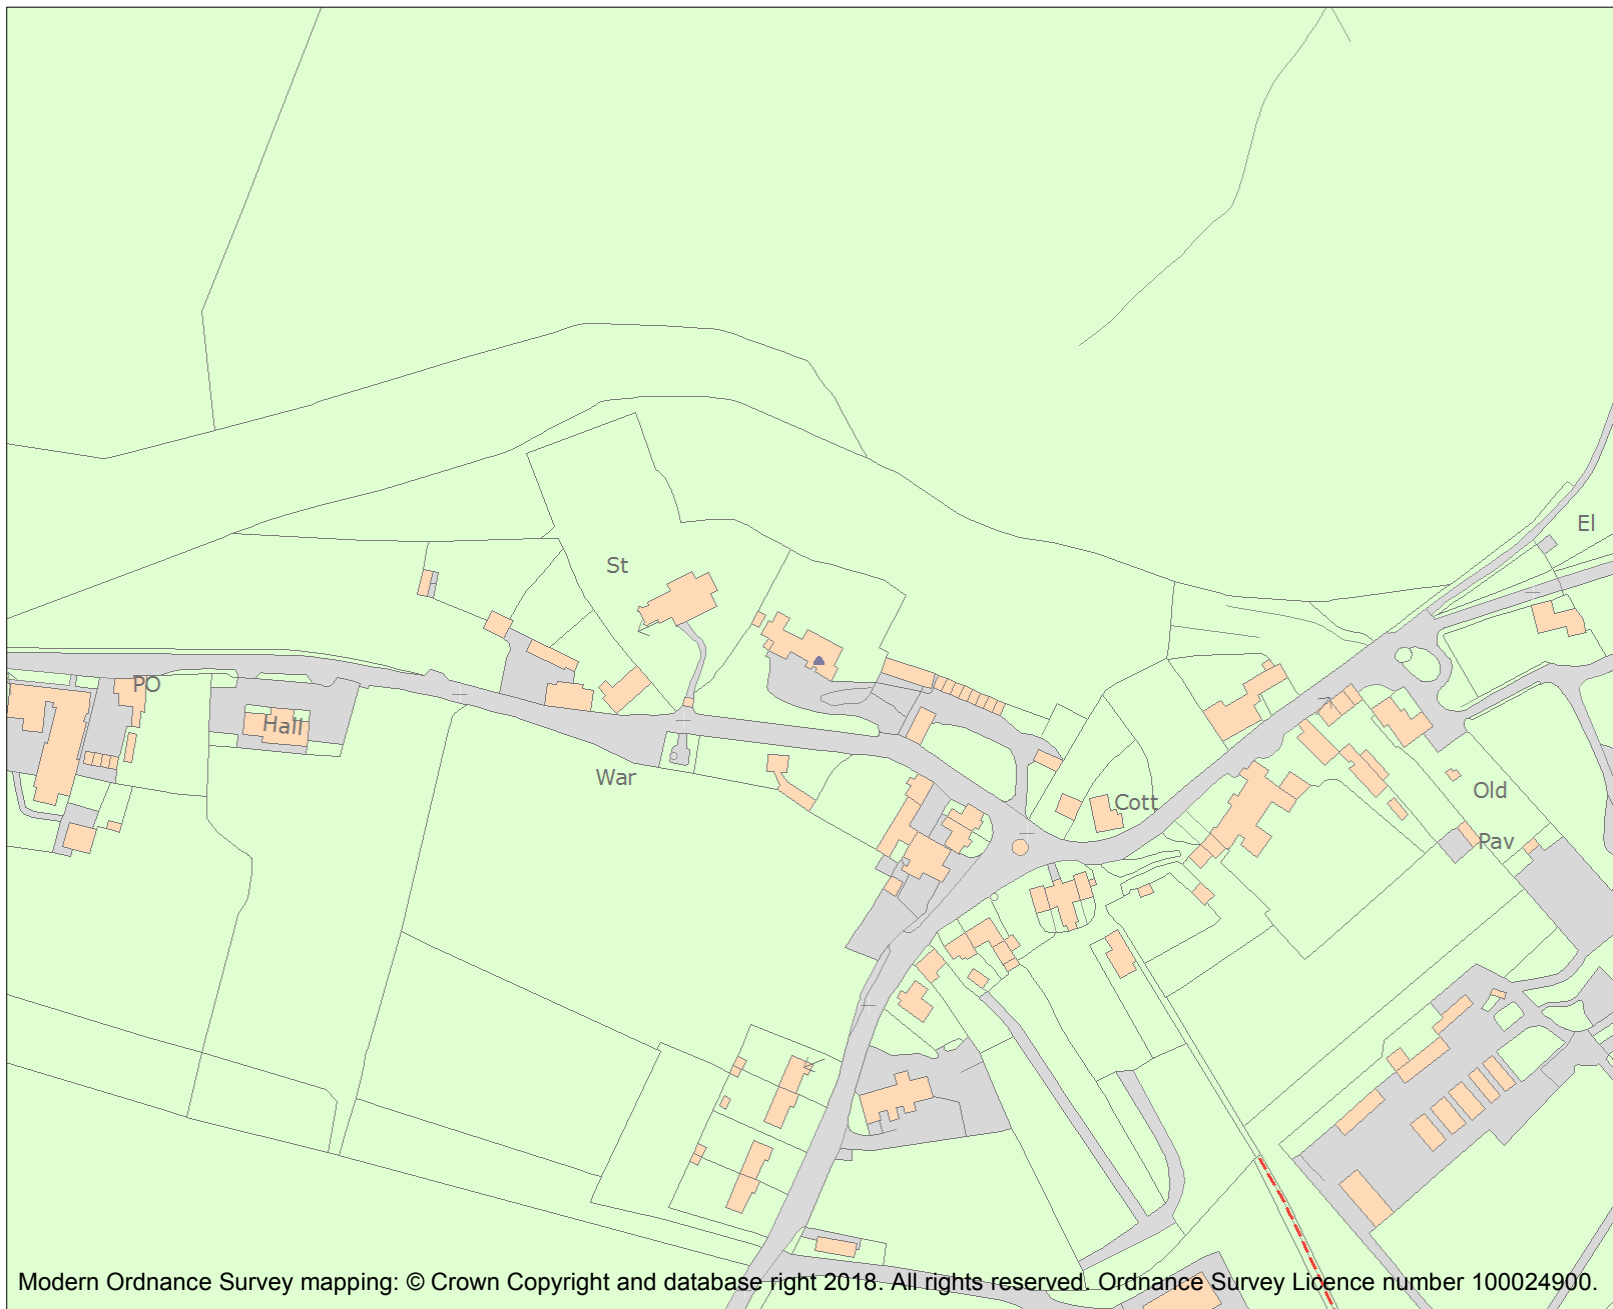 El
St
PO
Hall
War
Cott
Old
Pav
Modern Ordnance Survey mapping: © Crown Copyright and database right 2018. All rights reserved. Ordnance Survey Licence number 100024900.